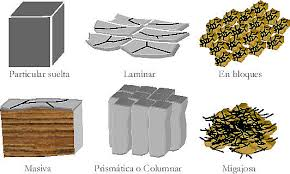 Particular suelta
Laminar
En bloques
Masiva
Prismática o Columnar
Migajosa